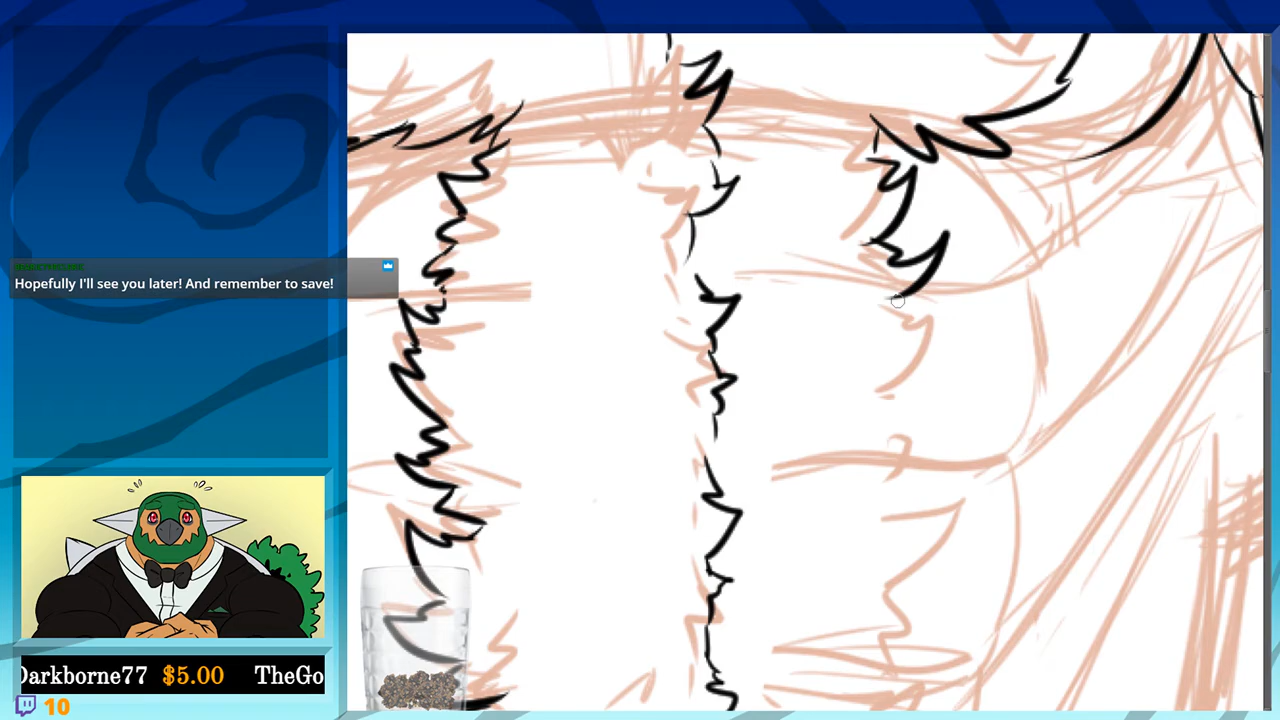 Hopefully I'll see you later! And remember to save!
Darkborne77 $5.00 TheGo
10